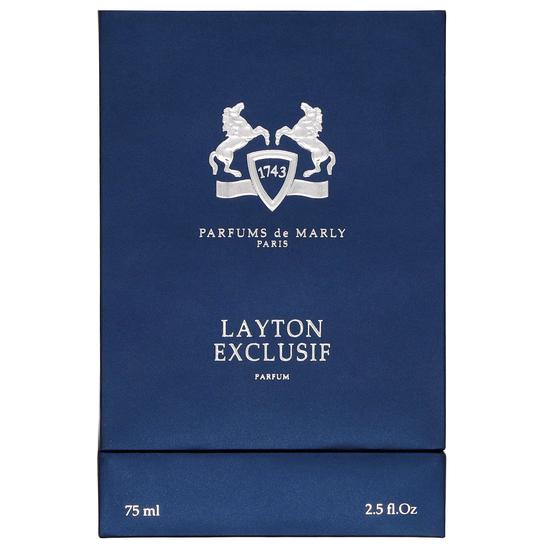 1743
PARFUMS de MARLY
PARIS
LAYTON
EXCLUSIF
PARFUM
75 ml 2.5 fl.Oz